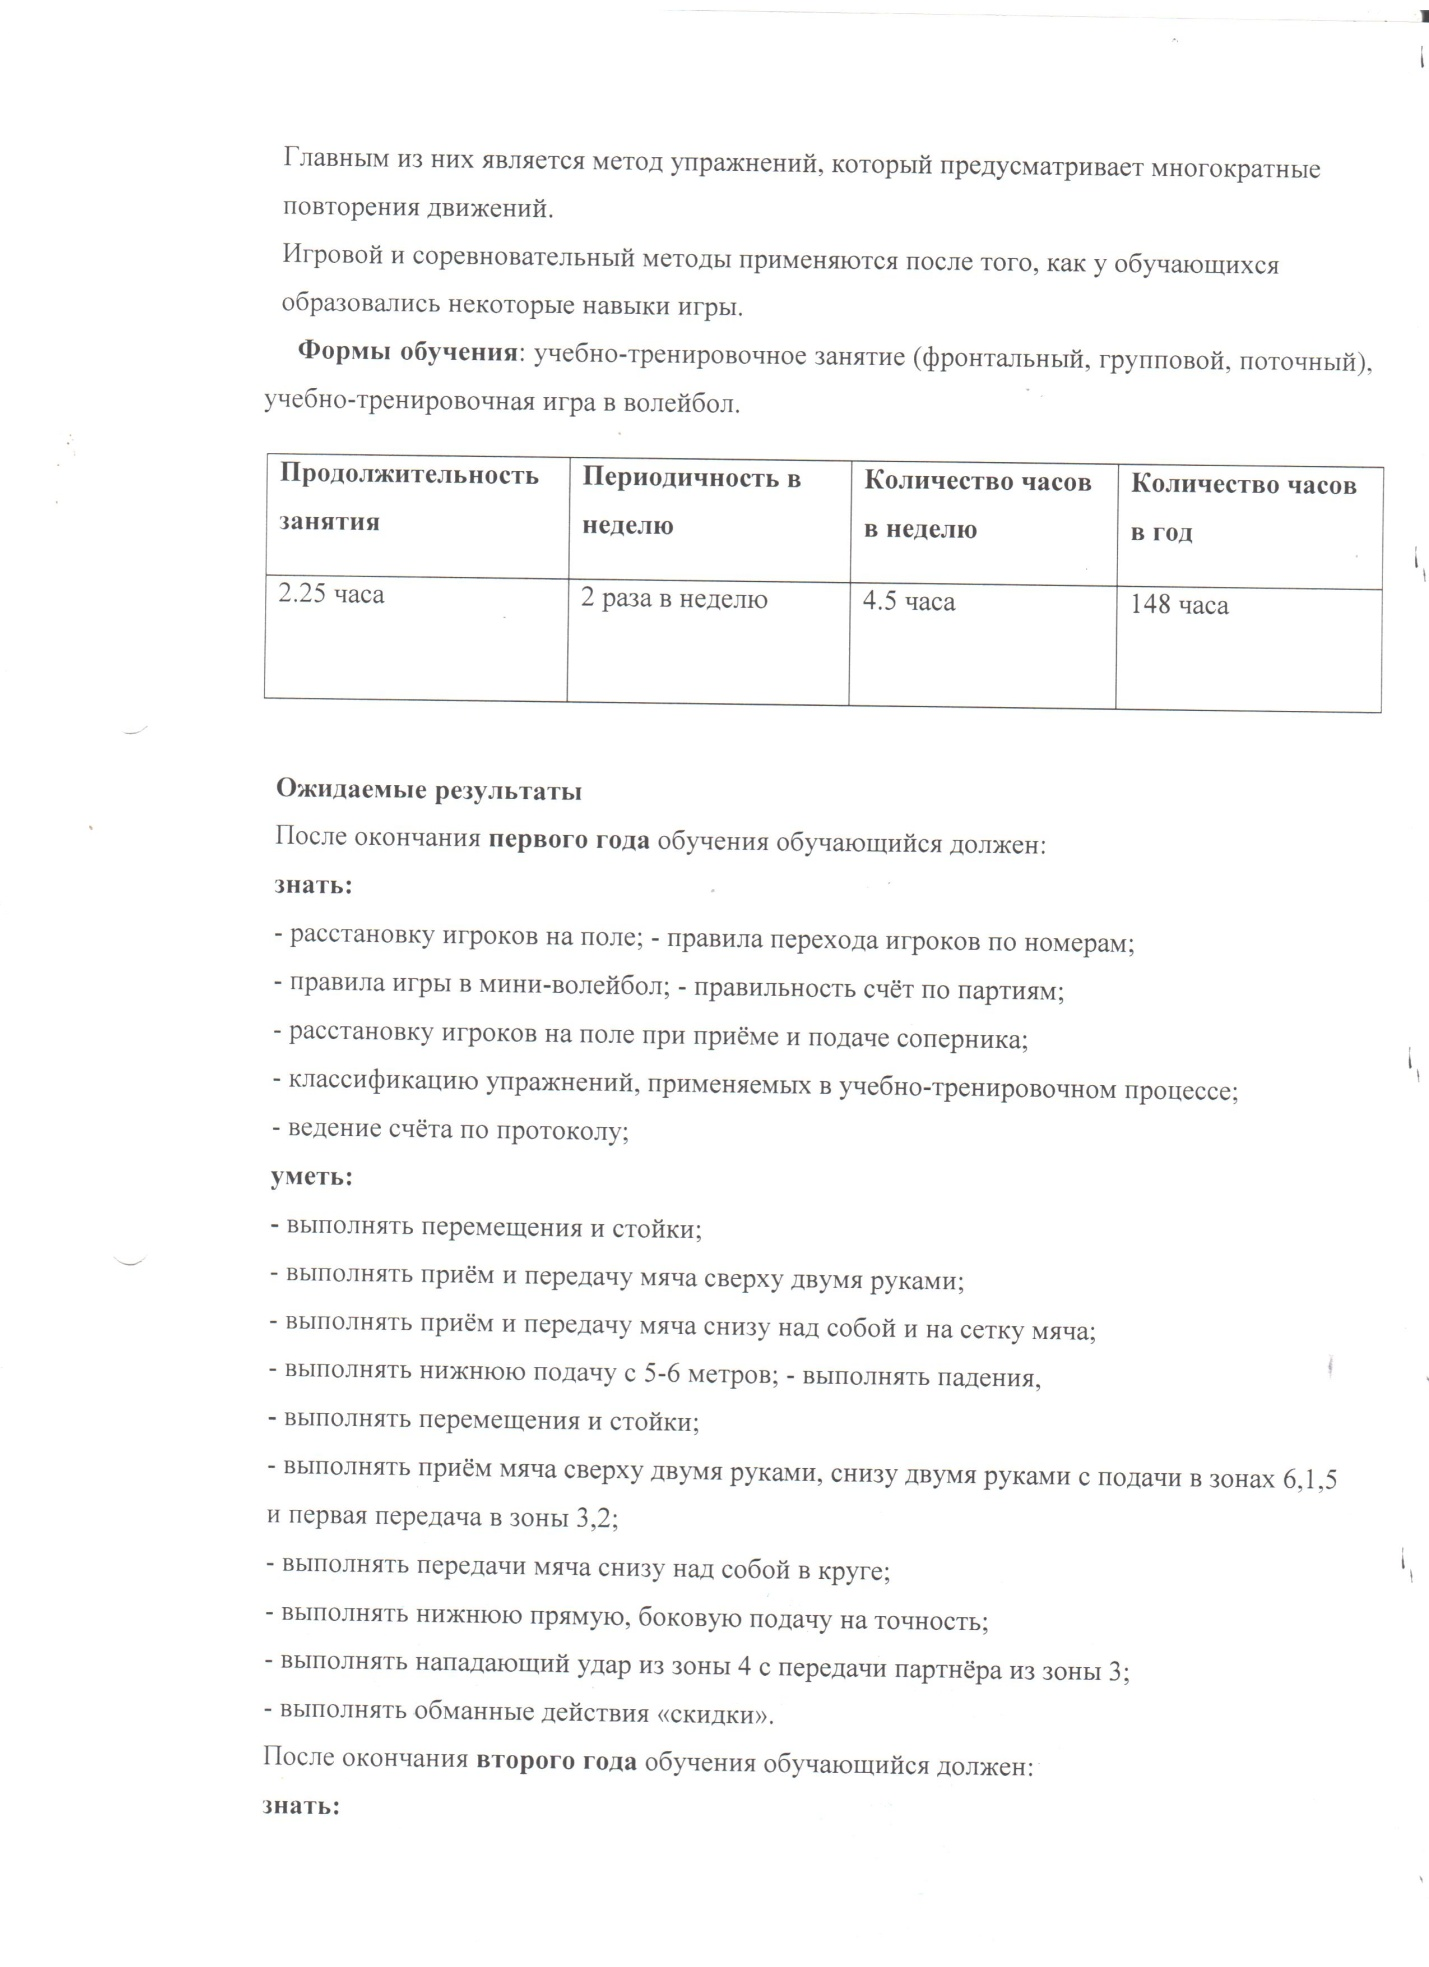 Главным из них является метод упражнений, который предусматривает многократные
повторения движений.
Игровой и соревновательный методы применяются после того, как у обучающихся
образовались некоторые навыки игры.
Формы обучения: учебно-тренировочное занятие (фронтальный, групповой, поточный),
учебно-тренировочная игра в волейбол.
Продолжительность занятия
Периодичность в неделю
Количество часов в неделю
Количество часов в год
2.25 часа
2 раза в неделю
4.5 часа
148 часа
Ожидаемые результаты
После окончания первого года обучения обучающийся должен:
знать:
- расстановку игроков на поле; - правила перехода игроков по номерам;
- правила игры в мини-волейбол; - правильность счёт по партиям;
- расстановку игроков на поле при приёме и подаче соперника;
- классификацию упражнений, применяемых в учебно-тренировочном процессе;
- ведение счёта по протоколу;
уметь:
- выполнять перемещения и стойки;
- выполнять приём и передачу мяча сверху двумя руками;
- выполнять приём и передачу мяча снизу над собой и на сетку мяча;
- выполнять нижнюю подачу с 5-6 метров; - выполнять падения,
- выполнять перемещения и стойки;
- выполнять приём мяча сверху двумя руками, снизу двумя руками с подачи в зонах 6,1,5
и первая передача в зоны 3,2;
- выполнять передачи мяча снизу над собой в круге;
- выполнять нижнюю прямую, боковую подачу на точность;
- выполнять нападающий удар из зоны 4 с передачи партнёра из зоны 3;
- выполнять обманные действия «скидки».
После окончания второго года обучения обучающийся должен:
знать: